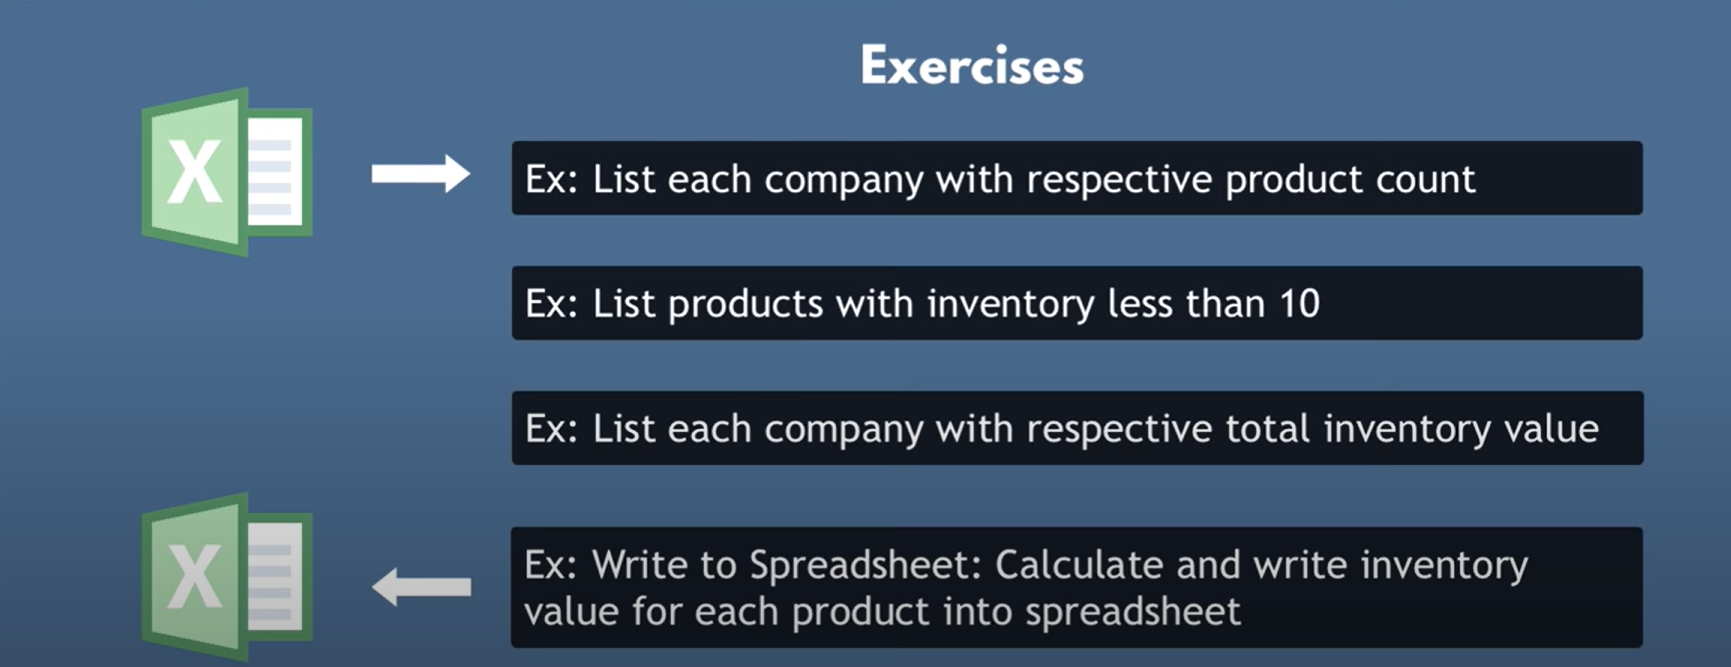 Exercises
X
Ex: List each company with respective product count
Ex: List products with inventory less than 10
Ex: List each company with respective total inventory value
X
Ex: Write to Spreadsheet: Calculate and write inventory
value for each product into spreadsheet